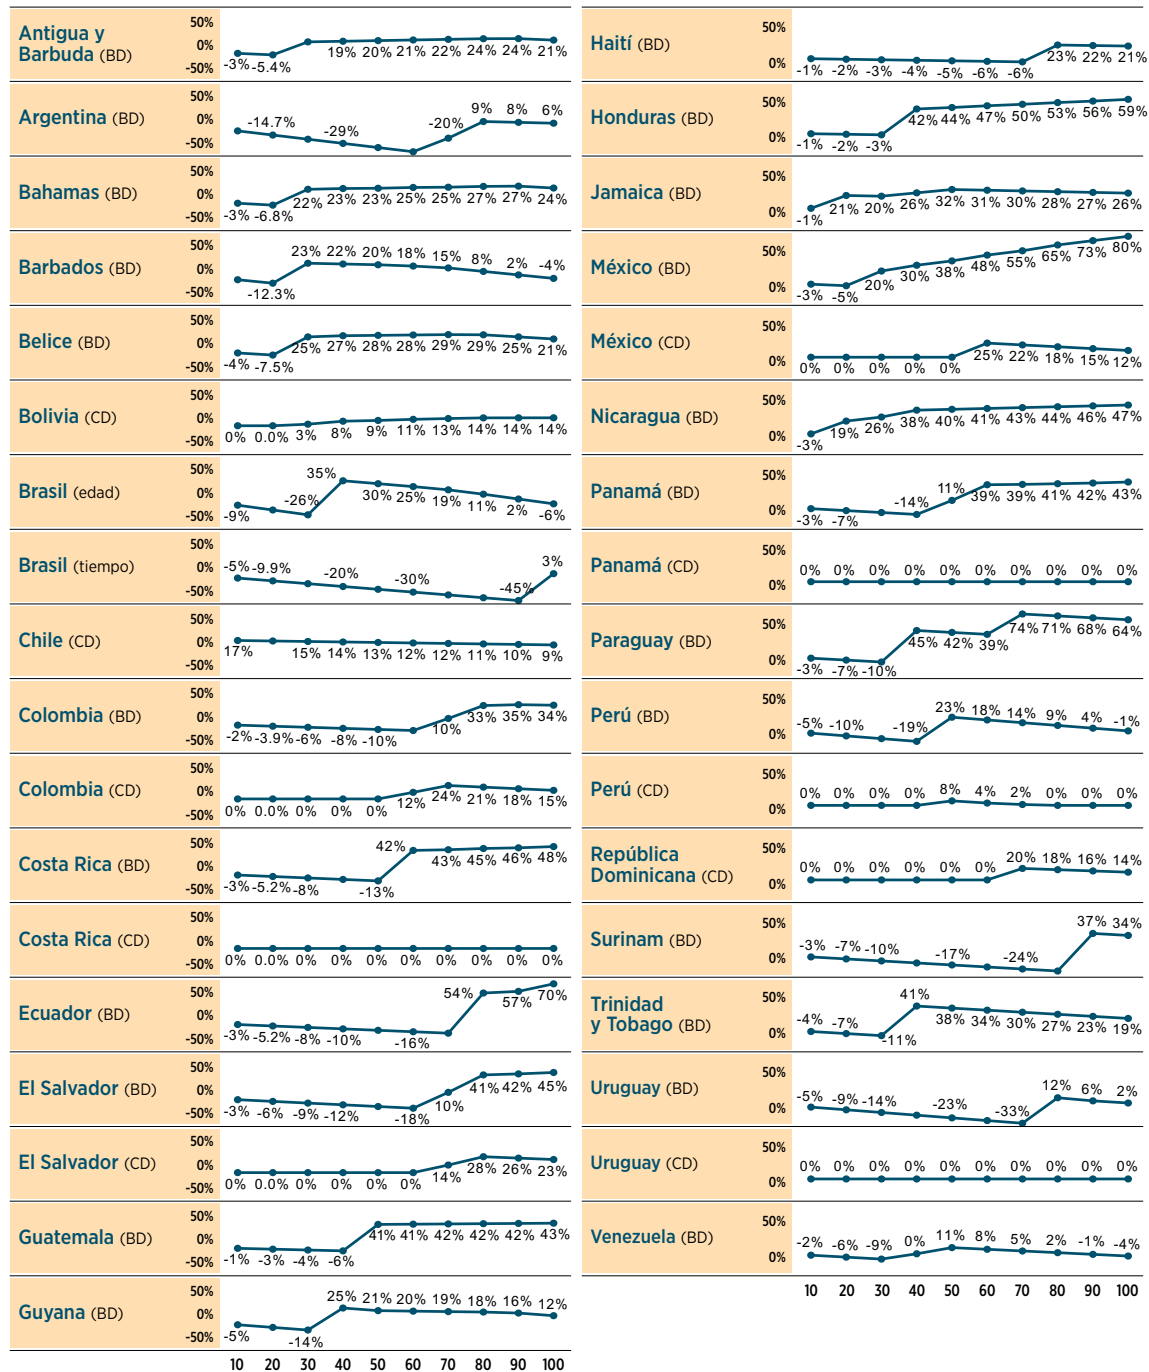 Antigua y
Barbuda (BD)
50%
0%
-50%
-3% -5.4% 19% 20% 21% 22% 24% 24% 21%
Argentina (BD)
50%
0%
-50%
-14.7% -29% -20% 9% 8% 6%
Bahamas (BD)
50%
0%
-50%
-3% -6.8% 22% 23% 23% 25% 25% 27% 27% 24%
Barbados (BD)
50%
0%
-50%
-12.3% 23% 22% 20% 18% 15% 8% 2% -4%
Belice (BD)
50%
0%
-50%
-4% -7.5% 25% 27% 28% 28% 29% 29% 25% 21%
Bolivia (CD)
50%
0%
-50%
0% 0.0% 3% 8% 9% 11% 13% 14% 14% 14%
Brasil (edad)
50%
0%
-50%
-9% -26% 35% 30% 25% 19% 11% 2% -6%
Brasil (tiempo)
50%
0%
-50%
-5% -9.9% -20% -30% -45% 3%
Chile (CD)
50%
0%
-50%
17% 15% 14% 13% 12% 12% 11% 10% 9%
Colombia (BD)
50%
0%
-50%
-2% -3.9% -6% -8% -10% 10% 33% 35% 34%
Colombia (CD)
50%
0%
-50%
0% 0.0% 0% 0% 0% 12% 24% 21% 18% 15%
Costa Rica (BD)
50%
0%
-50%
-3% -5.2% -8% -13% 42% 43% 45% 46% 48%
Costa Rica (CD)
50%
0%
-50%
0% 0.0% 0% 0% 0% 0% 0% 0% 0% 0%
Ecuador (BD)
50%
0%
-50%
-3% -5.2% -8% -10% -16% 54% 57% 70%
El Salvador (BD)
50%
0%
-50%
-3% -6% -9% -12% -18% 10% 41% 42% 45%
El Salvador (CD)
50%
0%
-50%
0% 0.0% 0% 0% 0% 0% 14% 28% 26% 23%
Guatemala (BD)
50%
0%
-50%
-1% -3% -4% -6% 41% 41% 42% 42% 42% 43%
Guyana (BD)
50%
0%
-50%
-5% -14% 25% 21% 20% 19% 18% 16% 12%
10 20 30 40 50 60 70 80 90 100
Haití (BD)
50%
0%
-1% -2% -3% -4% -5% -6% -6% 23% 22% 21%
Honduras (BD)
50%
0%
-1% -2% -3% 42% 44% 47% 50% 53% 56% 59%
Jamaica (BD)
50%
0%
-1% 21% 20% 26% 32% 31% 30% 28% 27% 26%
México (BD)
50%
0%
-3% -5% 20% 30% 38% 48% 55% 65% 73% 80%
México (CD)
50%
0%
0% 0% 0% 0% 0% 25% 22% 18% 15% 12%
Nicaragua (BD)
50%
0%
-3% 19% 26% 38% 40% 41% 43% 44% 46% 47%
Panamá (BD)
50%
0%
-3% -7% -14% 11% 39% 39% 41% 42% 43%
Panamá (CD)
50%
0%
0% 0% 0% 0% 0% 0% 0% 0% 0% 0%
Paraguay (BD)
50%
0%
-3% -7% -10% 45% 42% 39% 74% 71% 68% 64%
Perú (BD)
50%
0%
-5% -10% -19% 23% 18% 14% 9% 4% -1%
Perú (CD)
50%
0%
0% 0% 0% 0% 8% 4% 2% 0% 0% 0%
República
Dominicana (CD)
50%
0%
0% 0% 0% 0% 0% 0% 20% 18% 16% 14%
Surinam (BD)
50%
0%
-3% -7% -10% -17% -24% 37% 34%
Trinidad
y Tobago (BD)
50%
0%
-4% -7% -11% 41% 38% 34% 30% 27% 23% 19%
Uruguay (BD)
50%
0%
-5% -9% -14% -23% -33% 12% 6% 2%
Uruguay (CD)
50%
0%
0% 0% 0% 0% 0% 0% 0% 0% 0% 0%
Venezuela (BD)
50%
0%
-2% -6% -9% 0% 11% 8% 5% 2% -1% -4%
10 20 30 40 50 60 70 80 90 100